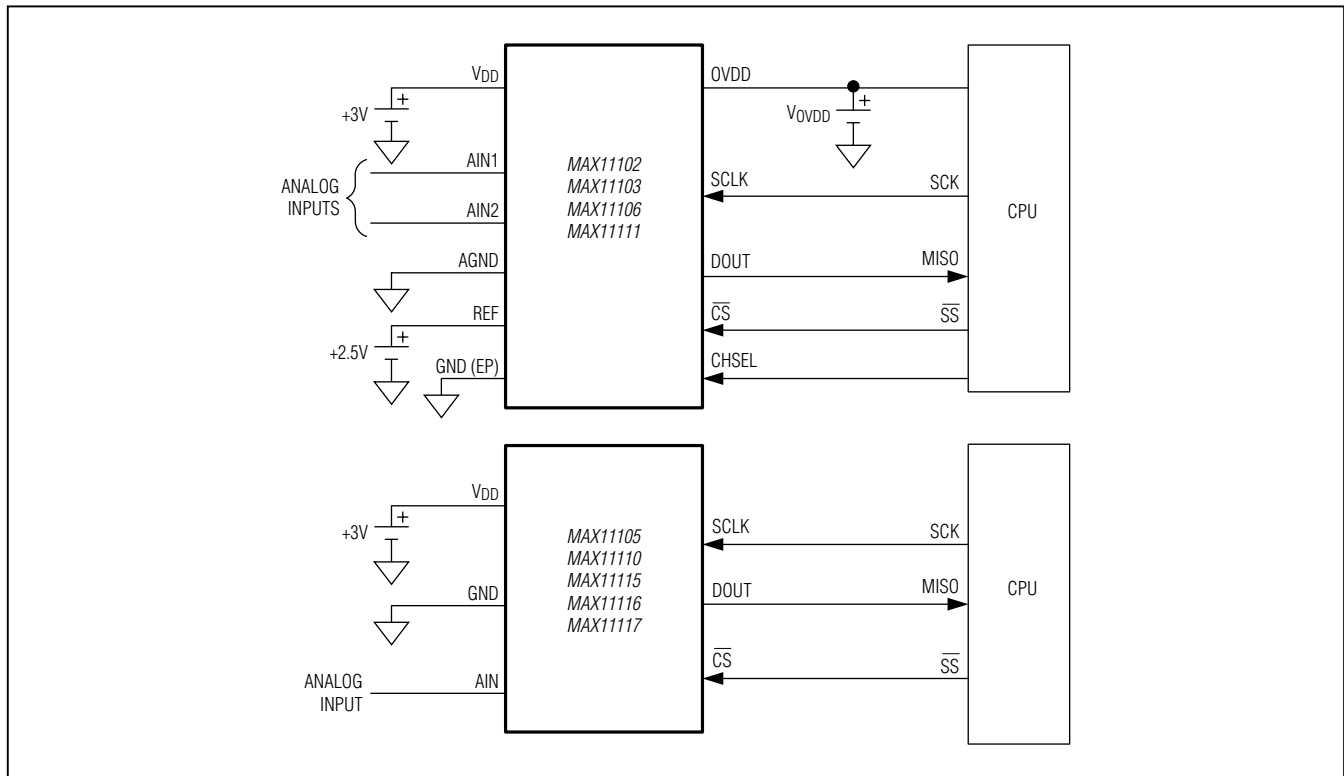 VDD
+
+3V
ANALOG
INPUTS
AIN1
AIN2
AGND
REF
+
+2.5V
GND (EP)
MAX11102
MAX11103
MAX11106
MAX11111
OVDD
+
VOVDD
SCLK
SCK
DOUT
MISO
CS
SS
CHSEL
CPU
VDD
+
+3V
GND
ANALOG
INPUT
AIN
MAX11105
MAX11110
MAX11115
MAX11116
MAX11117
SCLK
SCK
DOUT
MISO
CS
SS
CPU